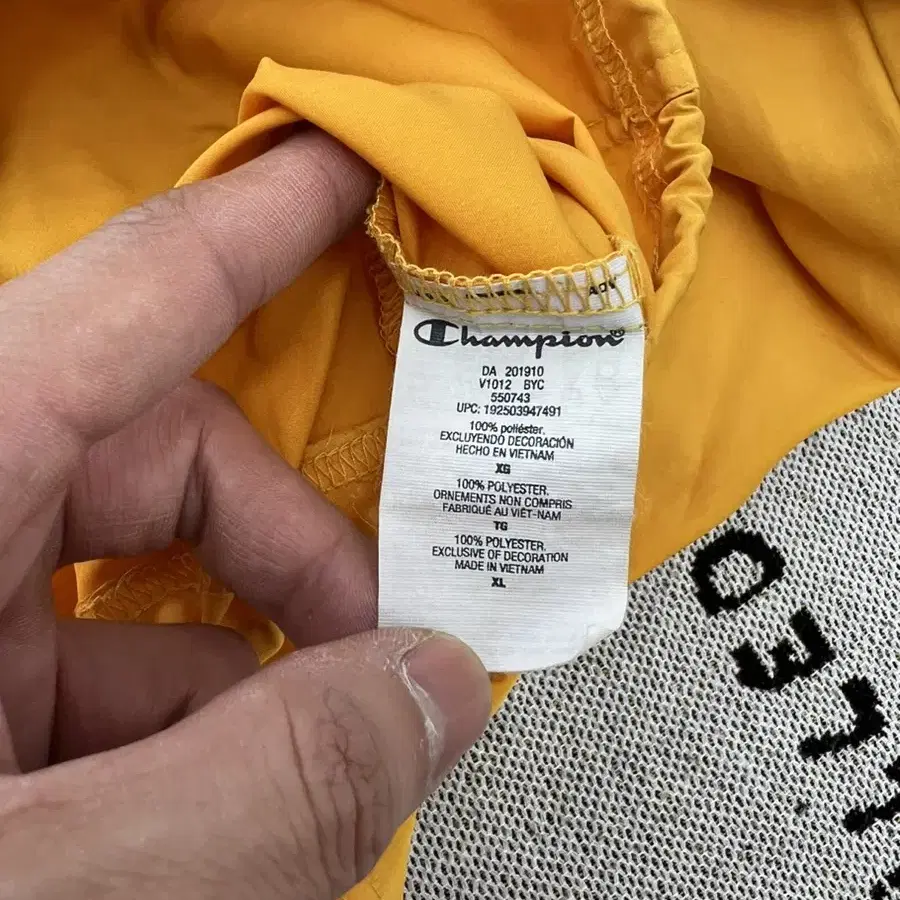 Champion
DA 201910
V1012 BYC
550743
UPC: 192503947491
100% poliéster.
EXCLUYENDO DECORACIÓN
HECHO EN VIETNAM
XG
100% POLYESTER.
ORNEMENTS NON COMPRIS
FABRIQUÉ AU VIÊT-NAM
TG
100% POLYESTER.
EXCLUSIVE OF DECORATION
MADE IN VIETNAM
XL